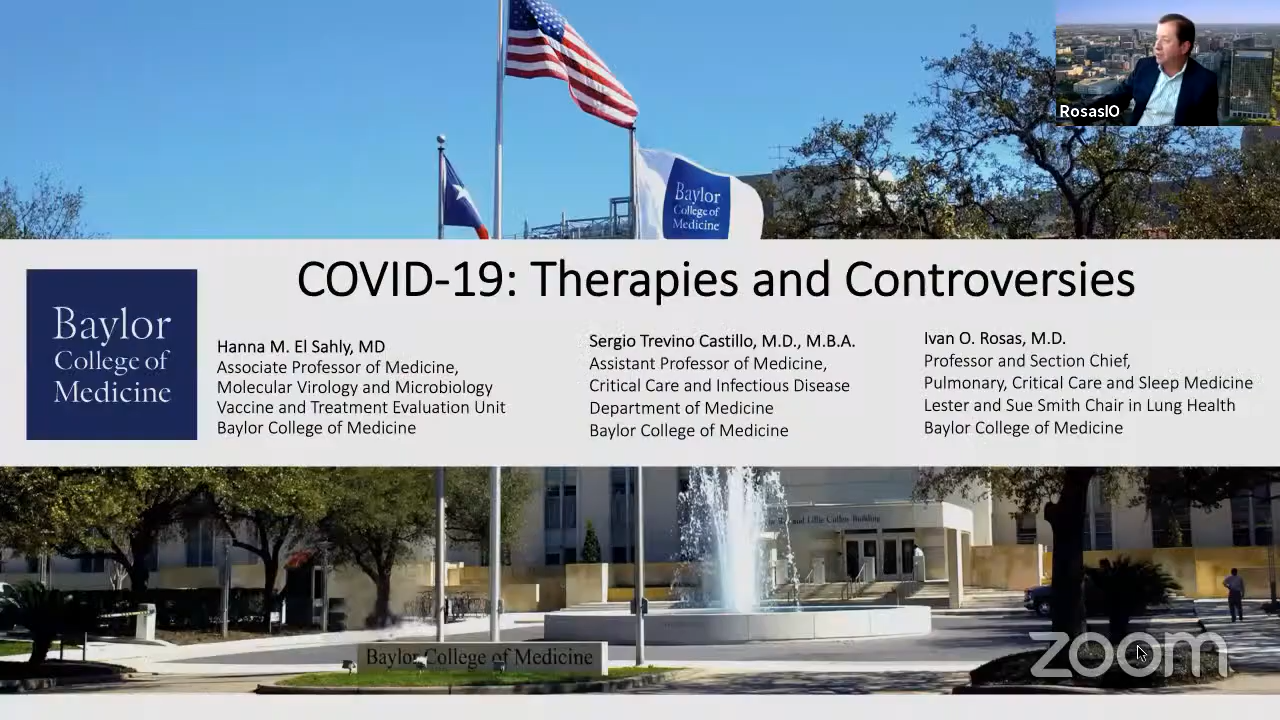 RosasIO
Baylor
College of
Medicine
COVID-19: Therapies and Controversies
Baylor
College of
Medicine
Hanna M. El Sahly, MD
Associate Professor of Medicine,
Molecular Virology and Microbiology
Vaccine and Treatment Evaluation Unit
Baylor College of Medicine
Sergio Trevino Castillo, M.D., M.B.A.
Assistant Professor of Medicine,
Critical Care and Infectious Disease
Department of Medicine
Baylor College of Medicine
Ivan O. Rosas, M.D.
Professor and Section Chief,
Pulmonary, Critical Care and Sleep Medicine
Lester and Sue Smith Chair in Lung Health
Baylor College of Medicine
and Lillie Cullen Building
Baylor College of Medicine
zoom